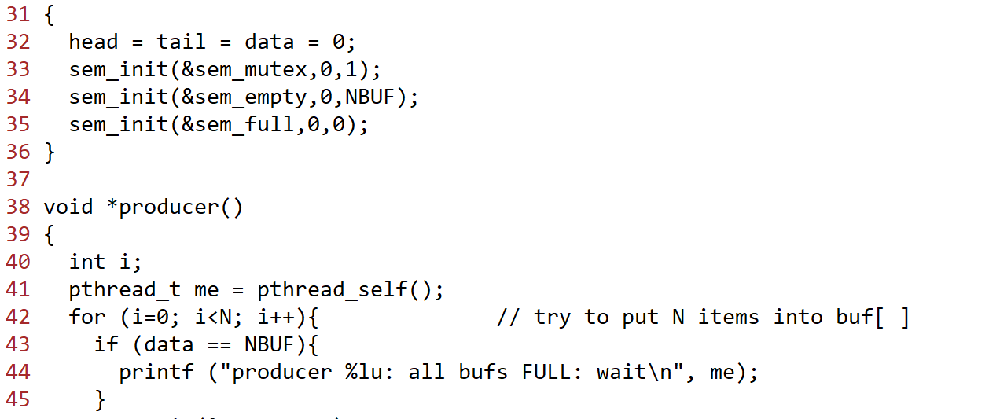 31 {
32   head = tail = data = 0;
33   sem_init(&sem_mutex,0,1);
34   sem_init(&sem_empty,0,NBUF);
35   sem_init(&sem_full,0,0);
36 }
37
38 void *producer()
39 {
40   int i;
41   pthread_t me = pthread_self();
42   for (i=0; i<N; i++){              // try to put N items into buf[ ]
43     if (data == NBUF){
44       printf ("producer %lu: all bufs FULL: wait\n", me);
45     }